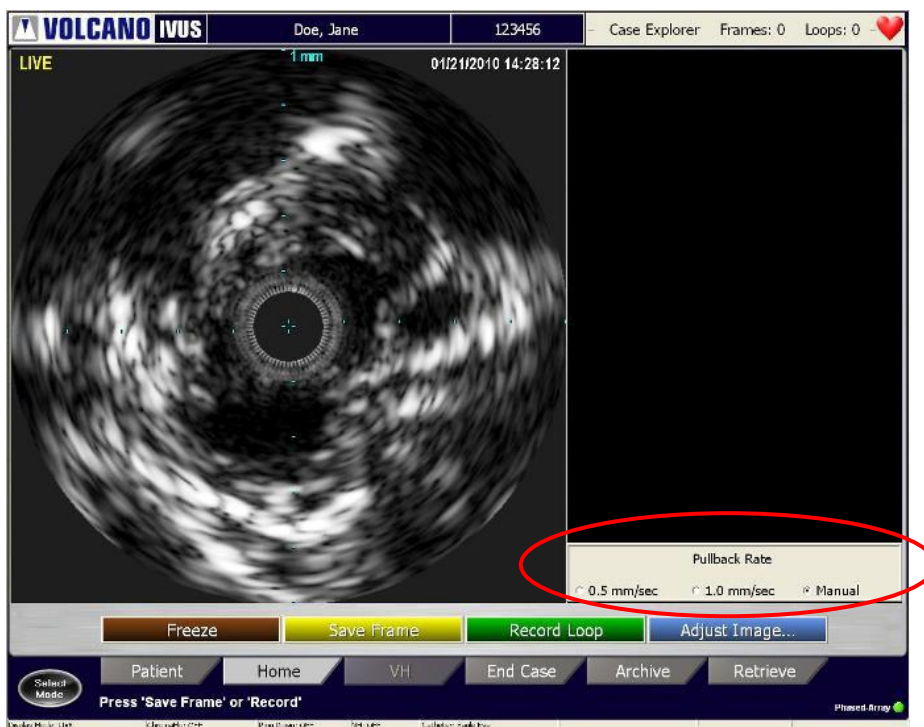 VOLCANO IVUS Doe, Jane 123456 Case Explorer Frames: 0 Loops: 0
LIVE 1 mm 01/21/2010 14:28:12
Pullback Rate
0.5 mm/sec 1.0 mm/sec Manual
Freeze Save Frame Record Loop Adjust Image...
Select Mode Patient Home VH End Case Archive Retrieve
Press 'Save Frame' or 'Record' Phased-Array